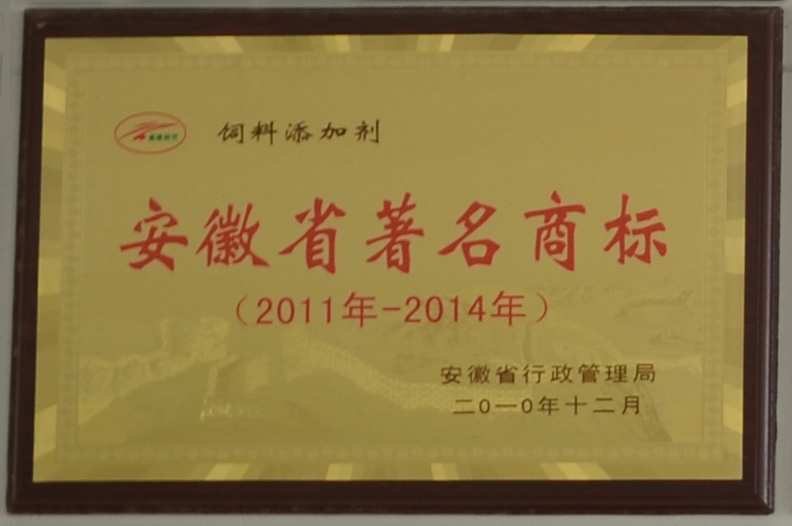 饲料添加剂
安徽省著名商标
（2011年-2014年）
安徽省行政管理局
二0一0年十二月